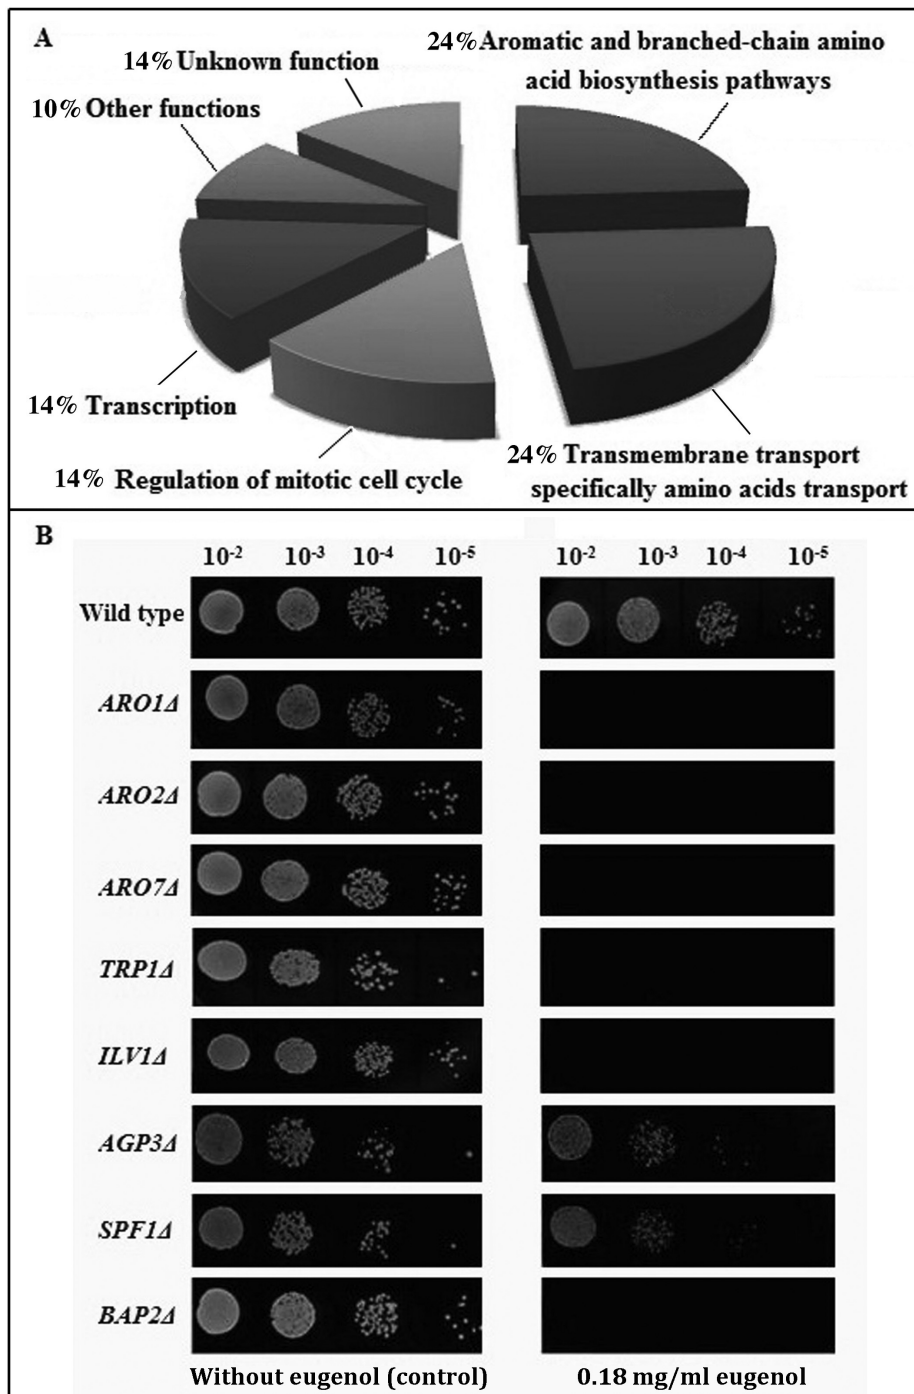 A
24% Aromatic and branched-chain amino
acid biosynthesis pathways
14% Unknown function
10% Other functions
14% Transcription
14% Regulation of mitotic cell cycle
24% Transmembrane transport
specifically amino acids transport
B
10⁻² 10⁻³ 10⁻⁴ 10⁻⁵ 10⁻² 10⁻³ 10⁻⁴ 10⁻⁵
Wild type
ARO1Δ
ARO2Δ
ARO7Δ
TRP1Δ
ILV1Δ
AGP3Δ
SPF1Δ
BAP2Δ
Without eugenol (control) 0.18 mg/ml eugenol